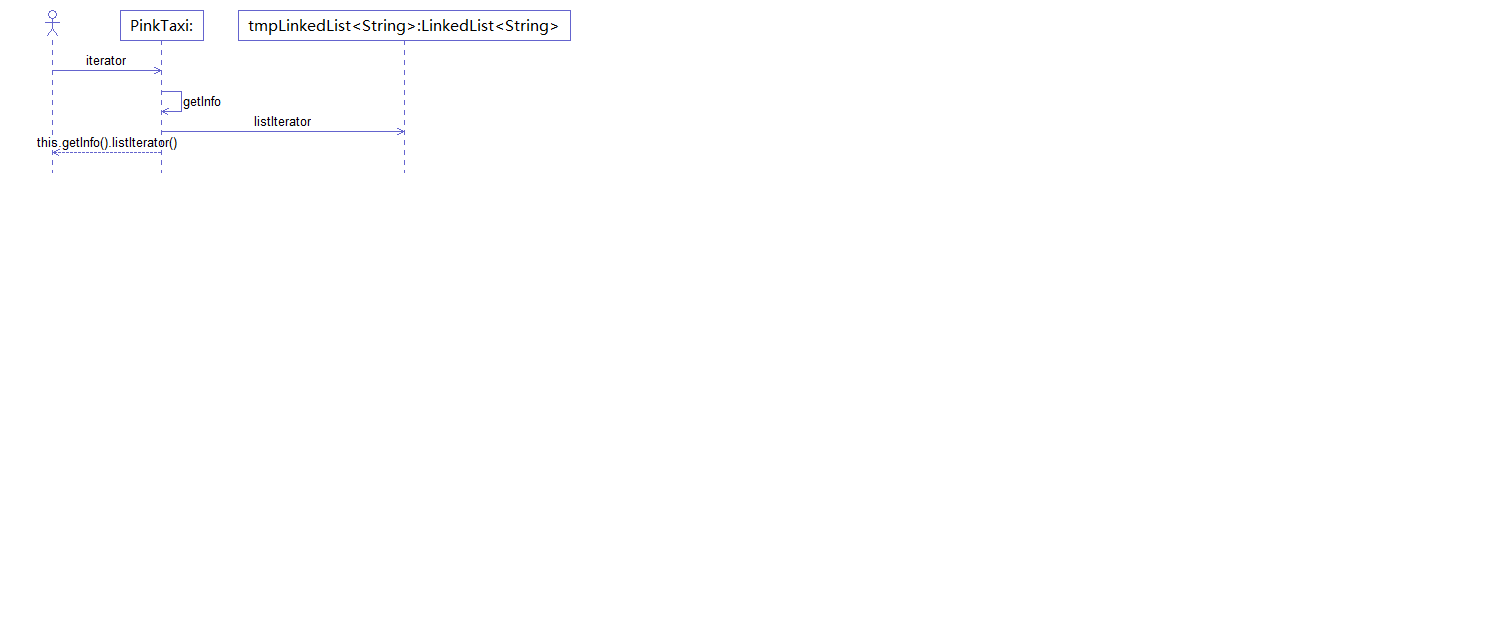 PinkTaxi:
tmpLinkedList<String>:LinkedList<String>
iterator
getInfo
listIterator
this.getInfo().listIterator()